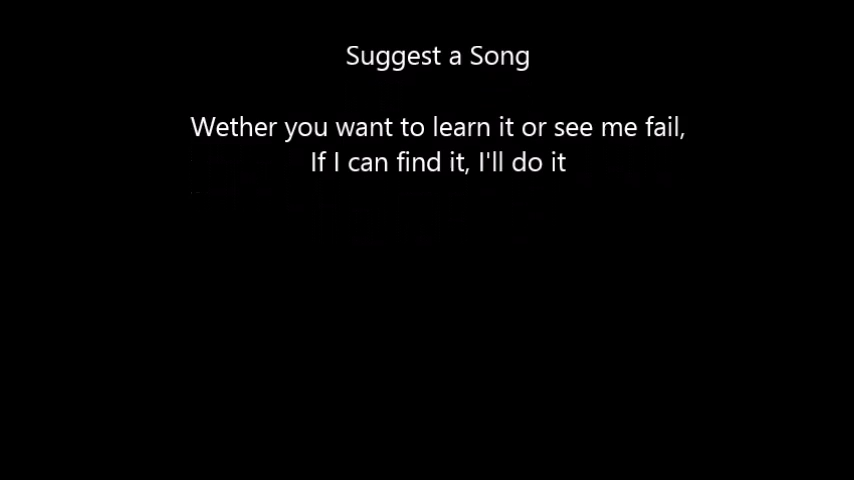 Suggest a Song
Wether you want to learn it or see me fail,
If I can find it, I'll do it